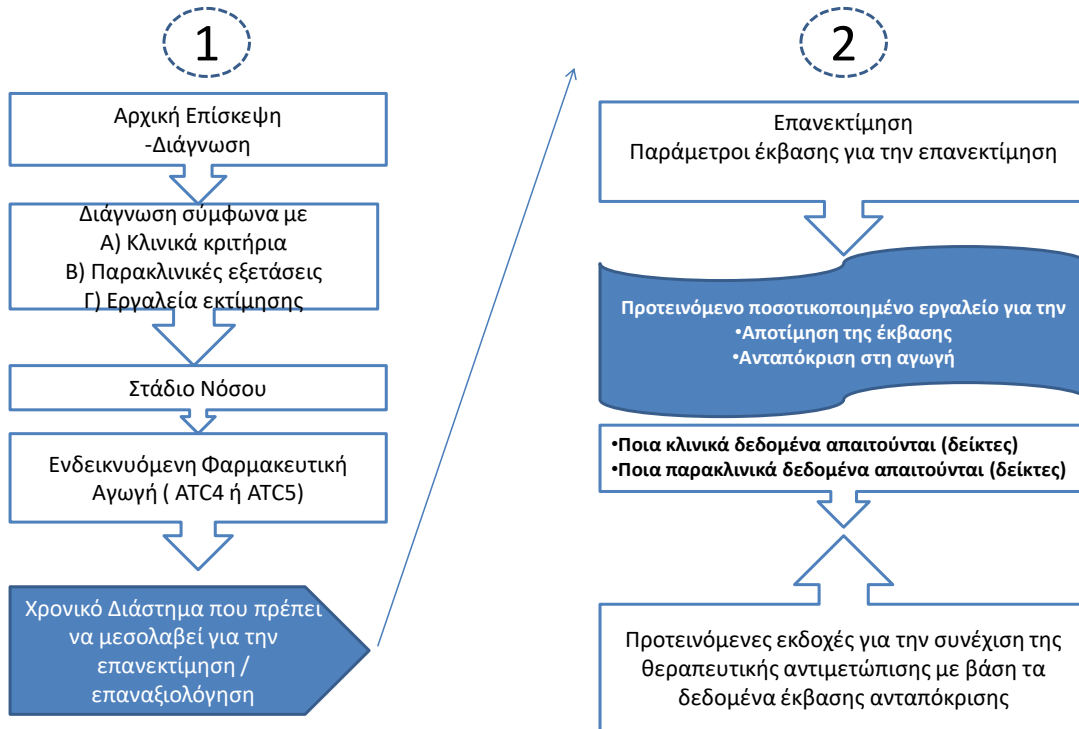 1
Αρχική Επίσκεψη
-Διάγνωση
Διάγνωση σύμφωνα με
Α) Κλινικά κριτήρια
Β) Παρακλινικές εξετάσεις
Γ) Εργαλεία εκτίμησης
Στάδιο Νόσου
Ενδεικνυόμενη Φαρμακευτική
Αγωγή ( ATC4 ή ATC5)
Χρονικό Διάστημα που πρέπει
να μεσολαβεί για την
επανεκτίμηση /
επαναξιολόγηση
2
Επανεκτίμηση
Παράμετροι έκβασης για την επανεκτίμηση
Προτεινόμενο ποσοτικοποιημένο εργαλείο για την
•Αποτίμηση της έκβασης
•Ανταπόκριση στη αγωγή
•Ποια κλινικά δεδομένα απαιτούνται (δείκτες)
•Ποια παρακλινικά δεδομένα απαιτούνται (δείκτες)
Προτεινόμενες εκδοχές για την συνέχιση της
θεραπευτικής αντιμετώπισης με βάση τα
δεδομένα έκβασης ανταπόκρισης